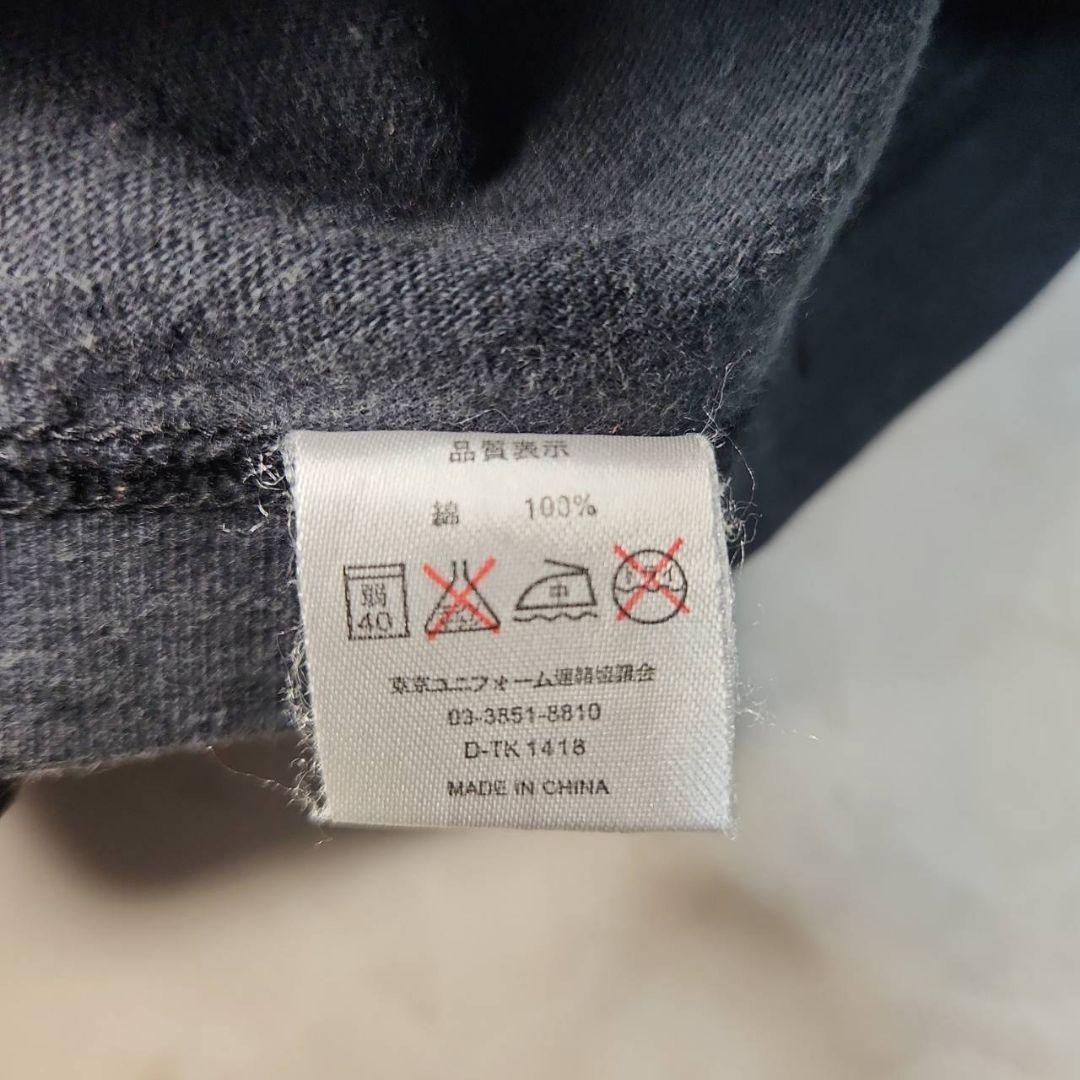 品質表示
綿 100%
弱 中
40
東京ユニフォーム連絡協議会
03-3851-8810
D-TK 1418
MADE IN CHINA